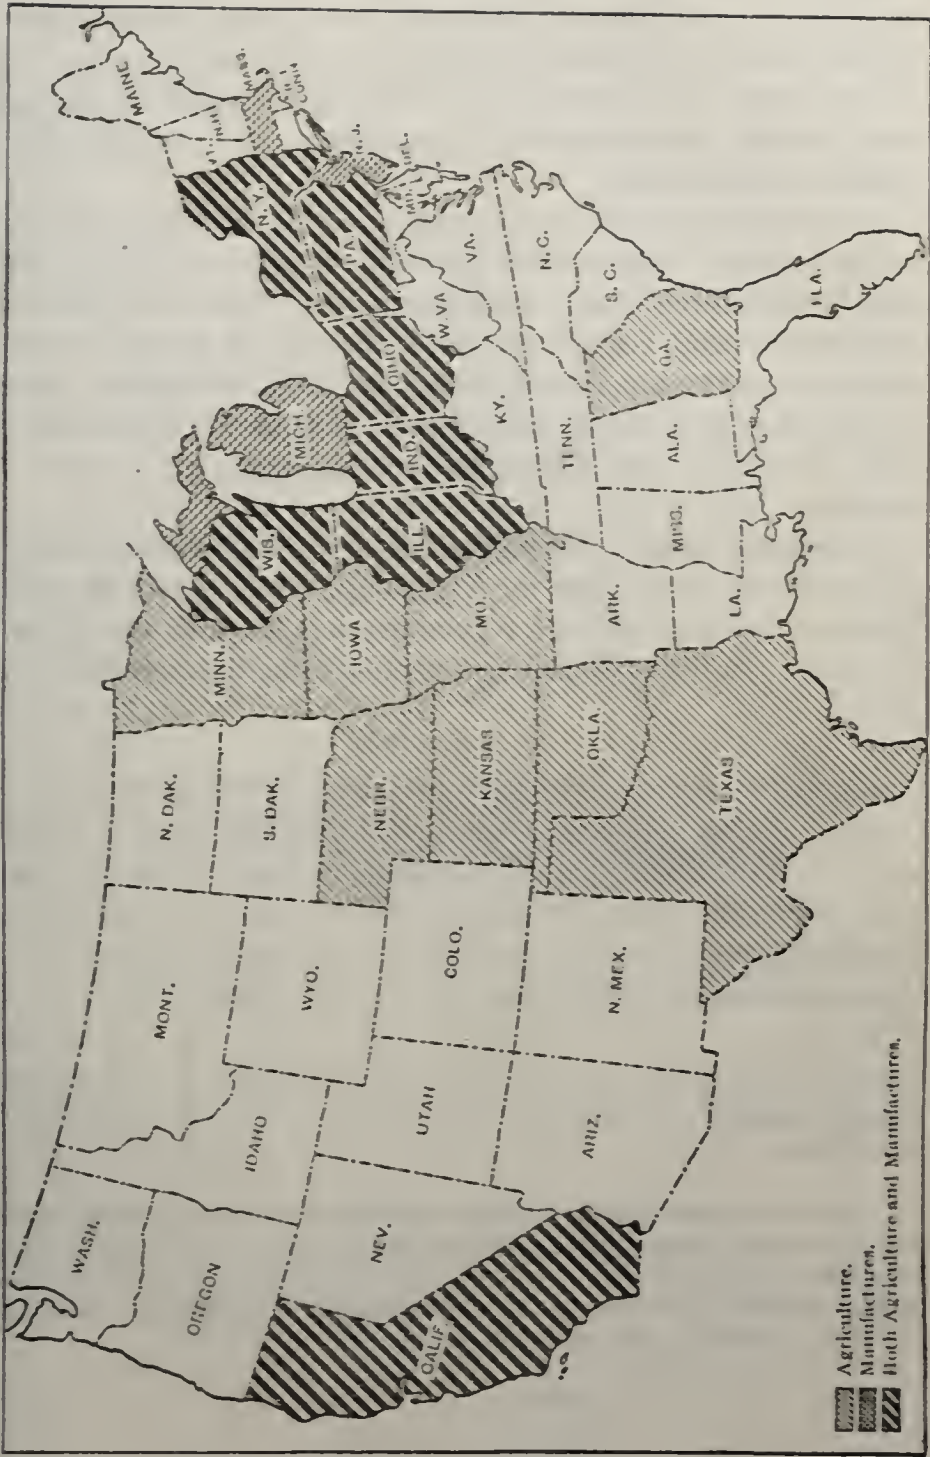 WASH.
OREGON
CALIF.
NEV.
IDAHO
MONT.
WYO.
UTAH
ARIZ.
COLO.
N. MEX.
N. DAK.
S. DAK.
NEBR.
KANSAS
OKLA.
TEXAS
MINN.
IOWA
MO.
ARK.
LA.
WIS.
ILL.
MICH.
IND.
OHIO
KY.
TENN.
MISS.
ALA.
GA.
FLA.
S. C.
N. C.
VA.
W. VA
PA.
N. Y.
N. J.
DEL.
MD.
MAINE
N.H.
VT.
MASS.
R. I.
CONN
Agriculture.
Manufactures.
Both Agriculture and Manufactures.